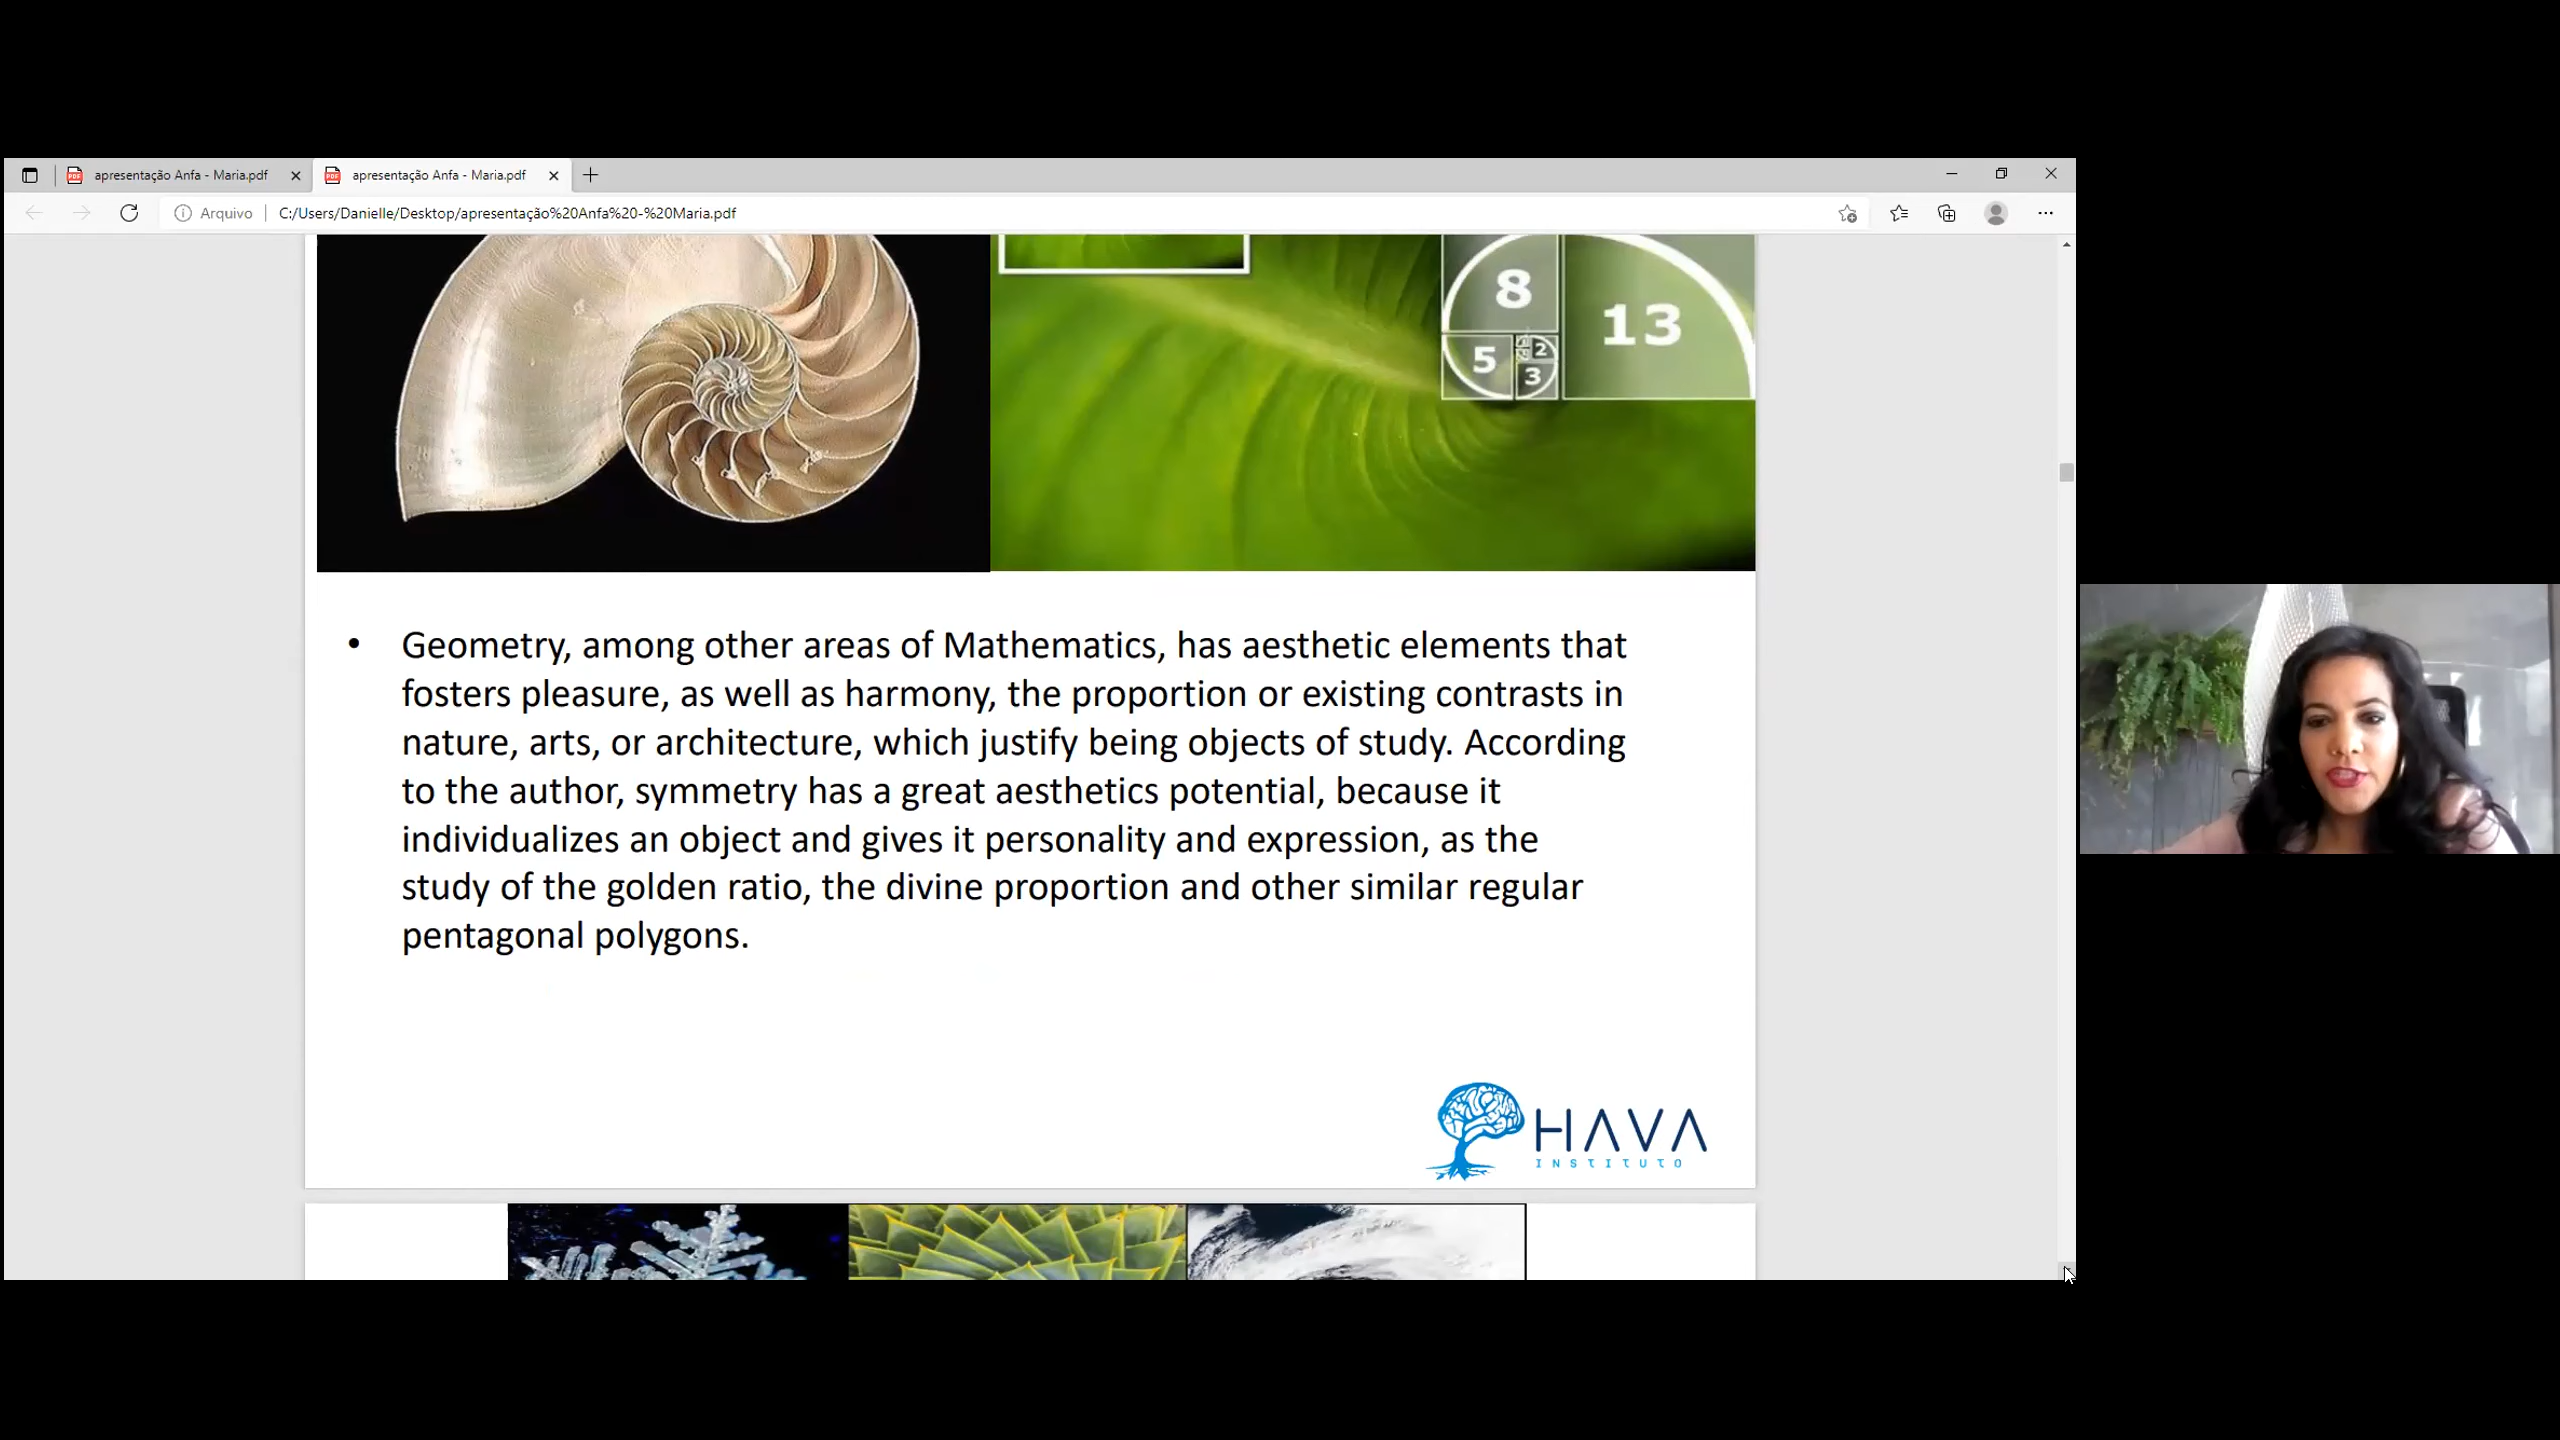 apresentação Anfa - Maria.pdf
apresentação Anfa - Maria.pdf
Arquivo
C:/Users/Danielle/Desktop/apresentação%20Anfa%20-%20Maria.pdf
8
13
5
2
3
• Geometry, among other areas of Mathematics, has aesthetic elements that
fosters pleasure, as well as harmony, the proportion or existing contrasts in
nature, arts, or architecture, which justify being objects of study. According
to the author, symmetry has a great aesthetics potential, because it
individualizes an object and gives it personality and expression, as the
study of the golden ratio, the divine proportion and other similar regular
pentagonal polygons.
HAVA
INSTITUTO